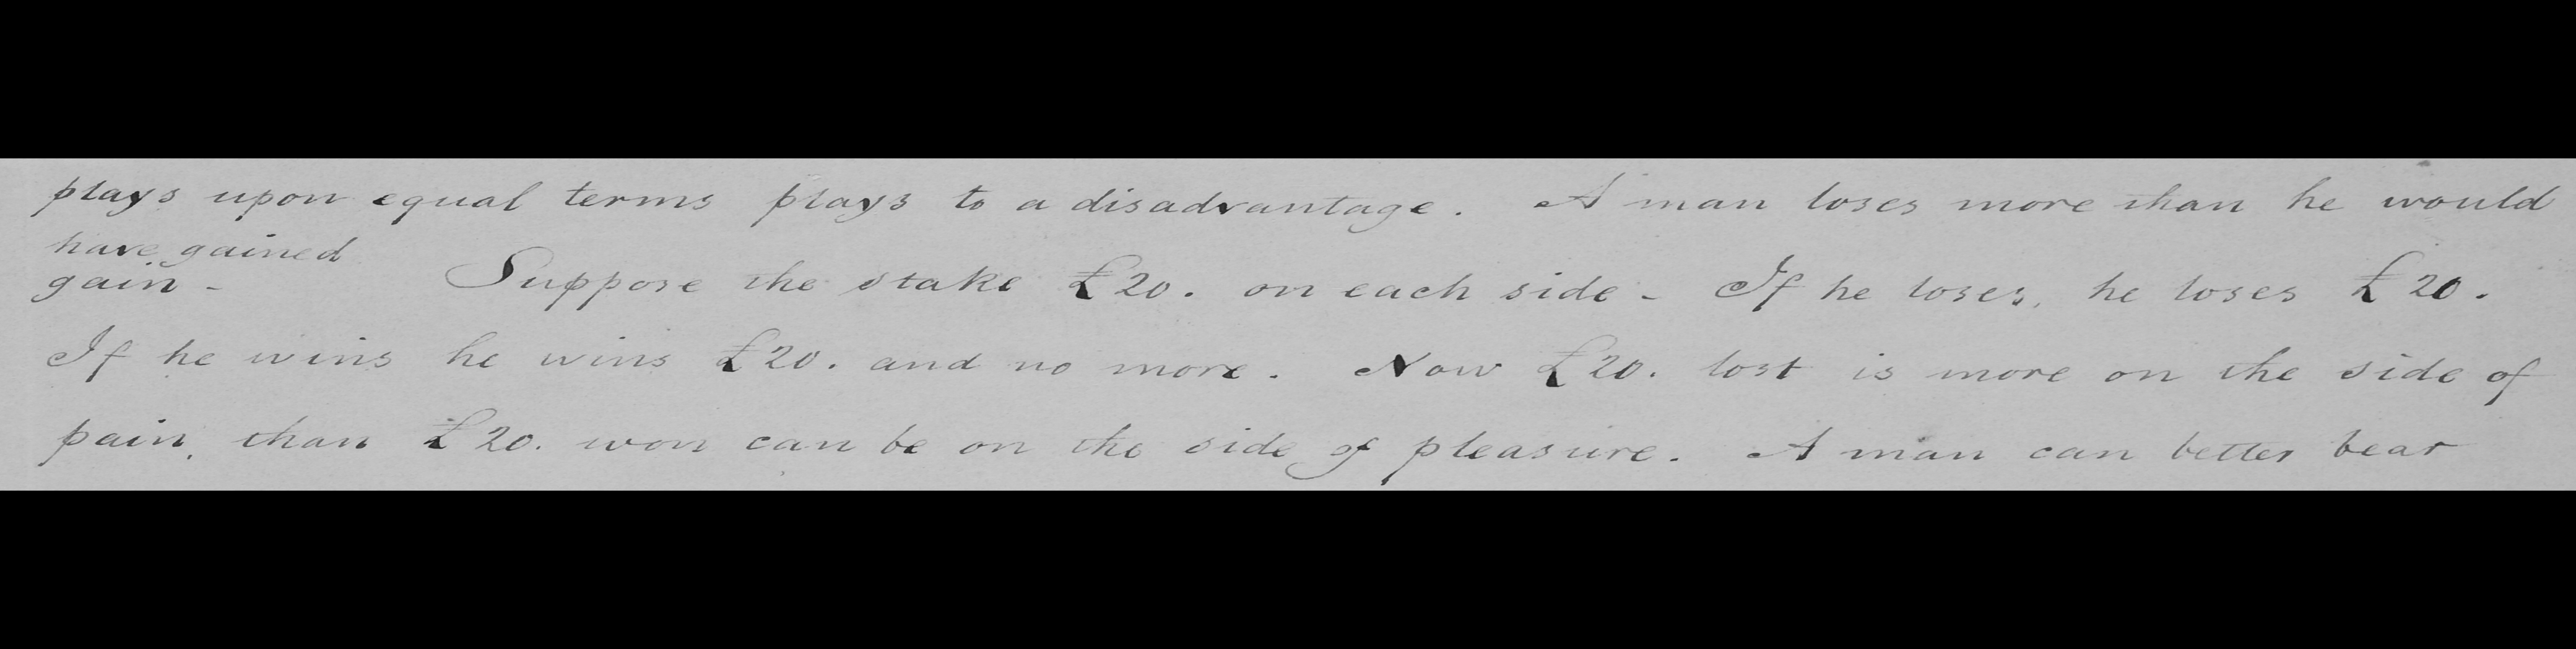 plays upon equal terms plays to a disadvantage. A man loses more than he would
have gained
gain - Suppose the stake £20. on each side - If he loses, he loses £20.
If he wins he wins £20. and no more. Now £20. lost is more on the side of
pain, than £20. won can be on the side of pleasure. A man can better bear